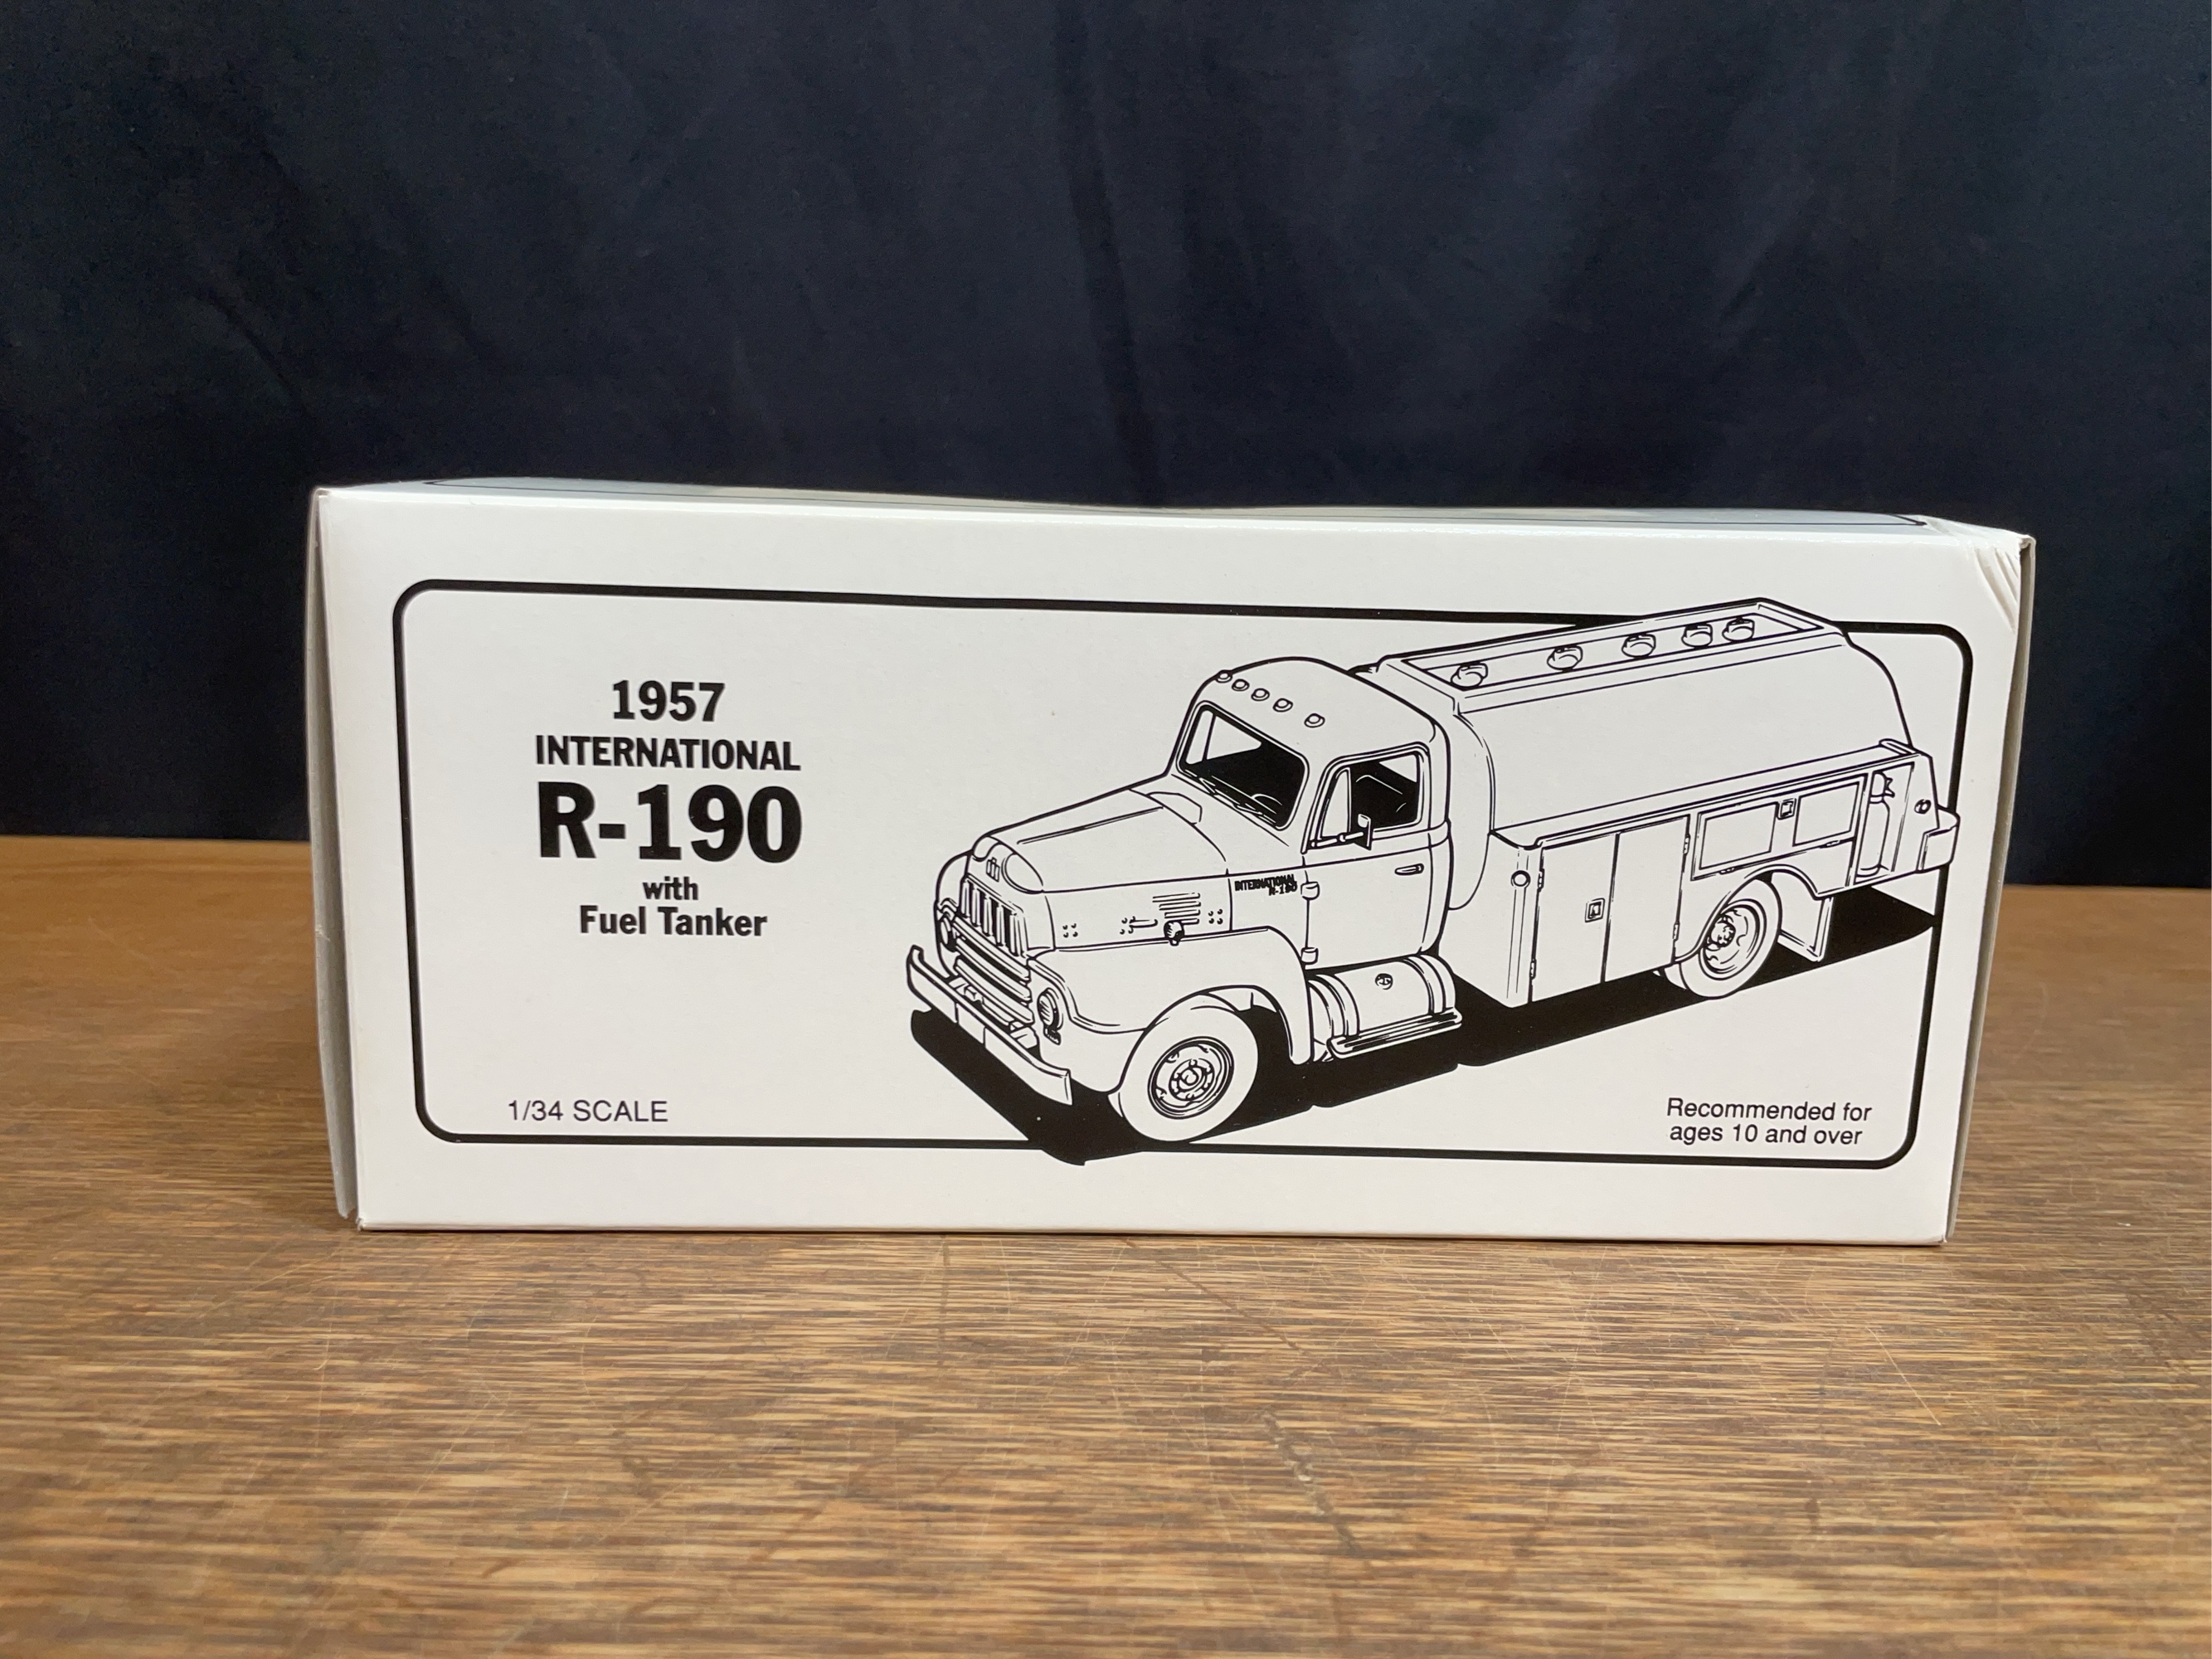 1957
INTERNATIONAL
R-190
with
Fuel Tanker
INTERNATIONAL
R-190
1/34 SCALE
Recommended for
ages 10 and over